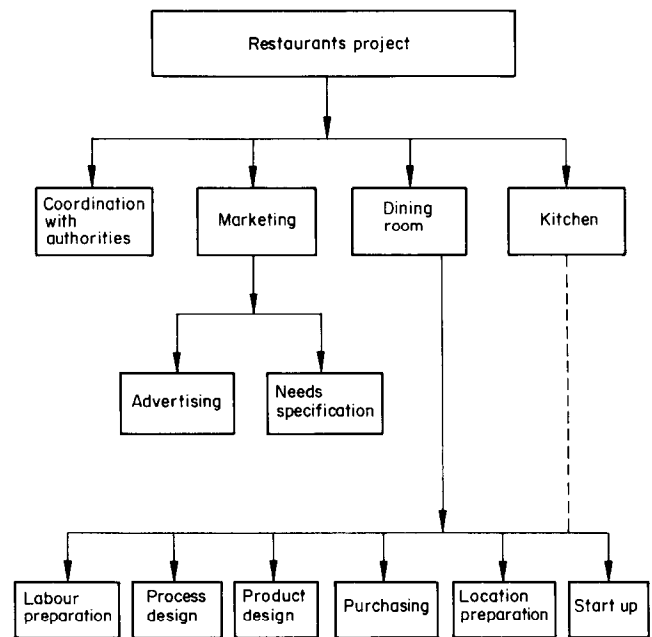 Restaurants project
Coordination
with
authorities
Marketing
Dining
room
Kitchen
Advertising
Needs
specification
Labour
preparation
Process
design
Product
design
Purchasing
Location
preparation
Start up